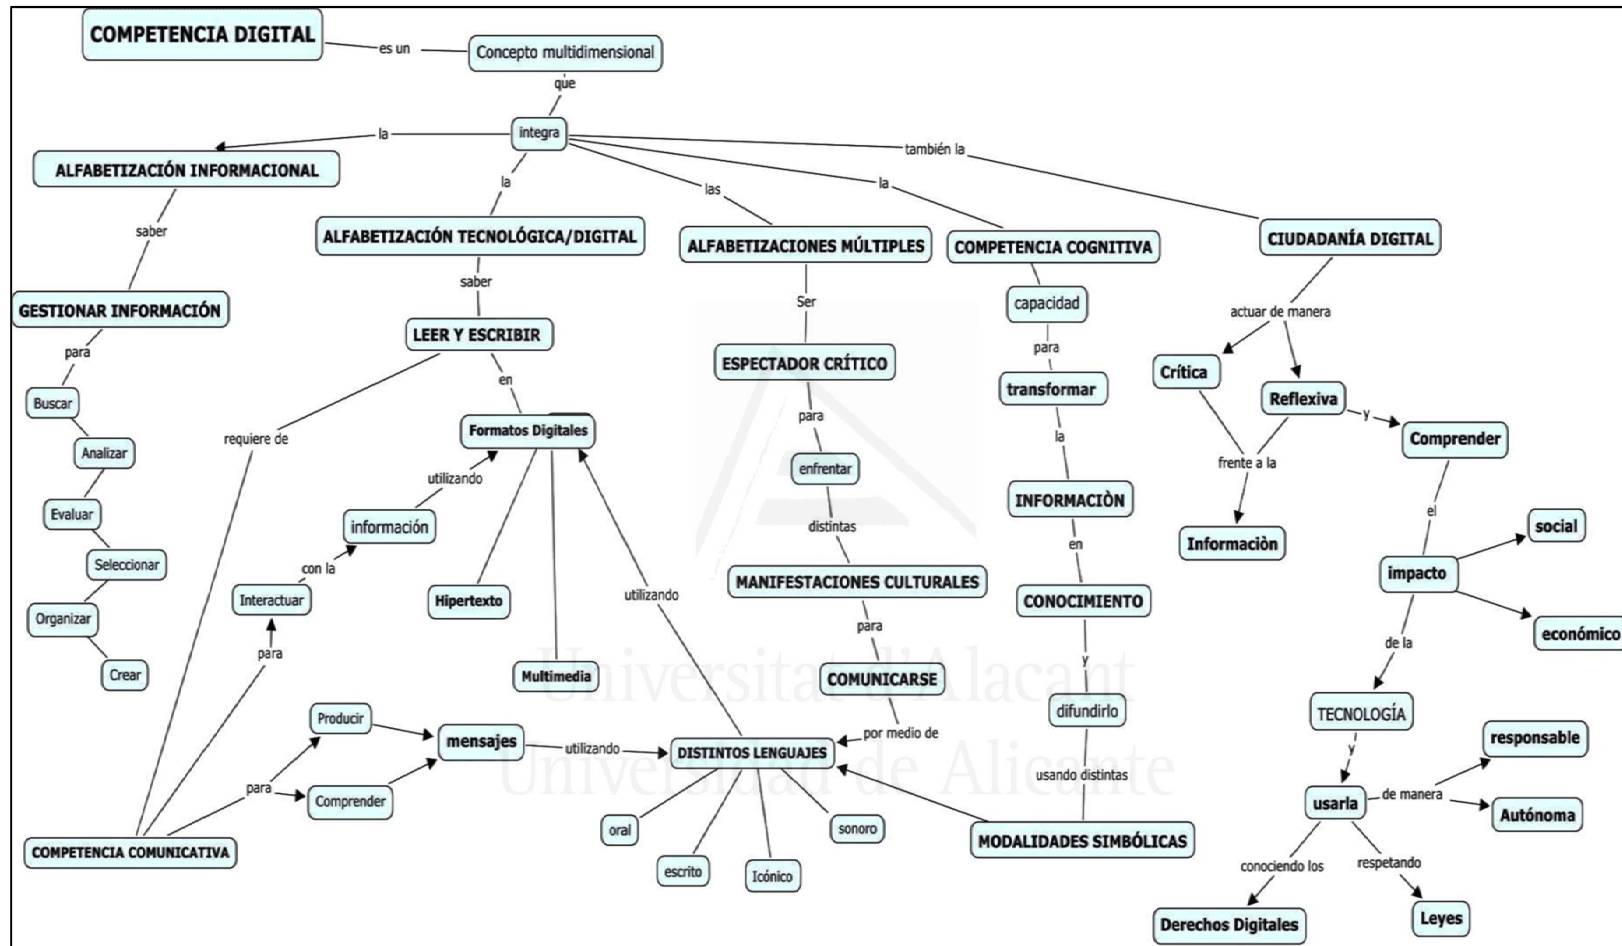 COMPETENCIA DIGITAL
es un
Concepto multidimensional
que
integra
la
ALFABETIZACIÓN INFORMACIONAL
saber
GESTIONAR INFORMACIÓN
para
Buscar
Analizar
Evaluar
Seleccionar
Organizar
Crear
la
ALFABETIZACIÓN TECNOLÓGICA/DIGITAL
saber
LEER Y ESCRIBIR
en
Formatos Digitales
Hipertexto
Multimedia
requiere de
COMPETENCIA COMUNICATIVA
para
Interactuar
con la
información
utilizando
para
Producir
Comprender
mensajes
utilizando
DISTINTOS LENGUAJES
utilizando
oral
escrito
Icónico
sonoro
las
ALFABETIZACIONES MÚLTIPLES
Ser
ESPECTADOR CRÍTICO
para
enfrentar
distintas
MANIFESTACIONES CULTURALES
para
COMUNICARSE
por medio de
la
COMPETENCIA COGNITIVA
capacidad
para
transformar
la
INFORMACIÒN
en
CONOCIMIENTO
y
difundirlo
usando distintas
MODALIDADES SIMBÓLICAS
también la
CIUDADANÍA DIGITAL
actuar de manera
Crítica
Reflexiva
frente a la
Informaciòn
y
Comprender
el
impacto
social
económico
de la
TECNOLOGÍA
y
usarla
de manera
responsable
Autónoma
conociendo los
Derechos Digitales
respetando
Leyes
Universitat d'Alacant
Universidad de Alicante